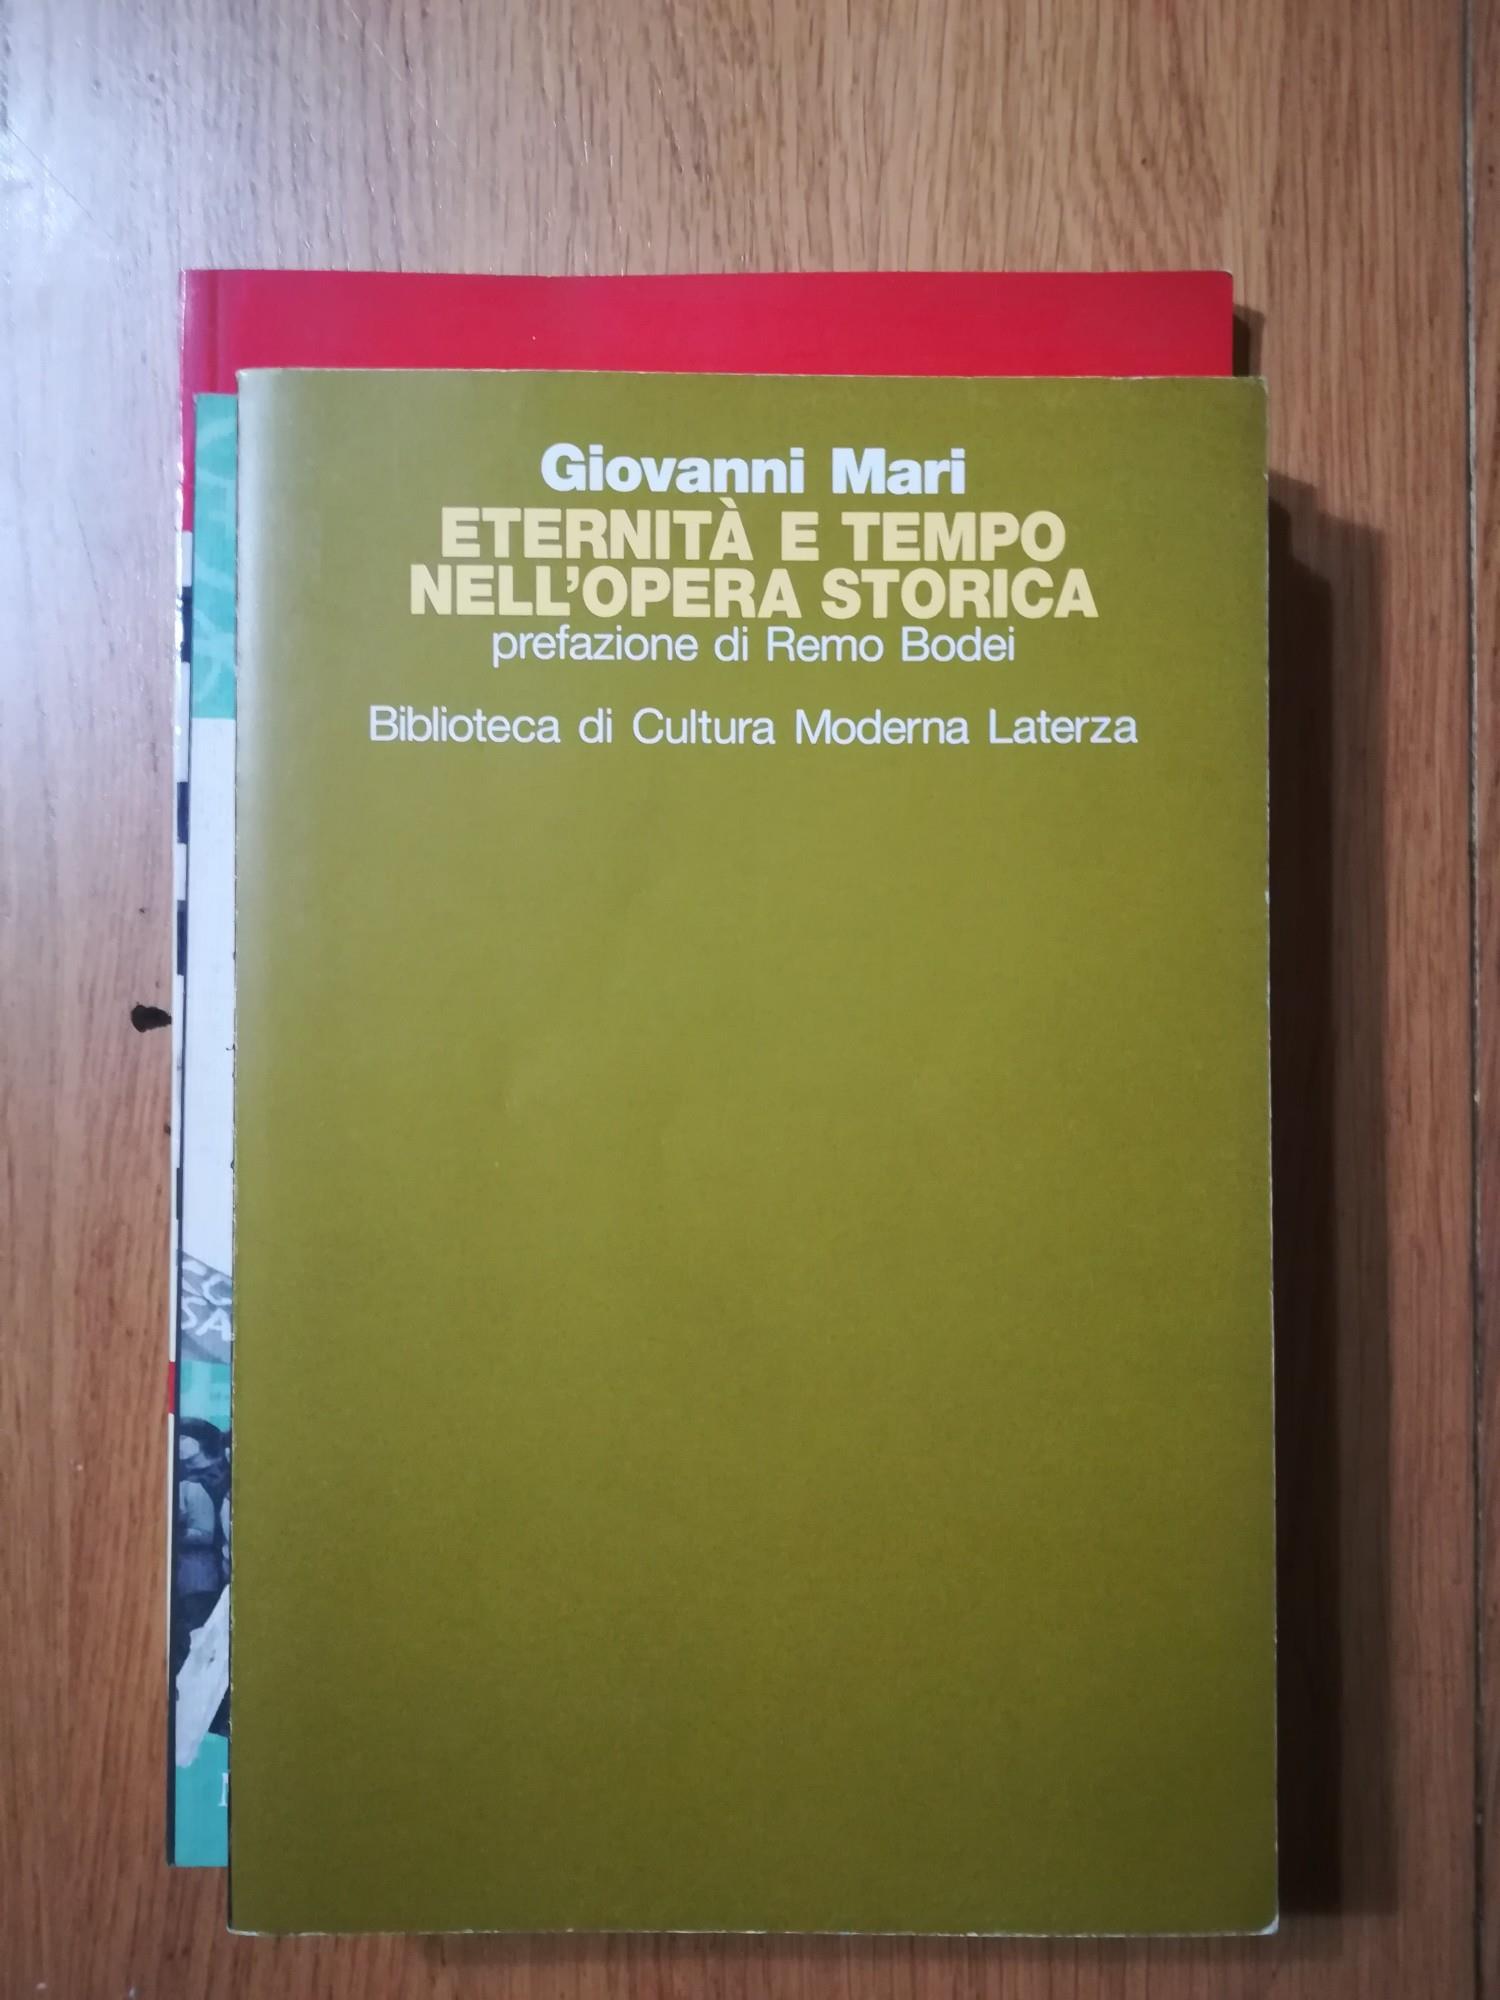 Giovanni Mari
ETERNITÀ E TEMPO
NELL'OPERA STORICA
prefazione di Remo Bodei
Biblioteca di Cultura Moderna Laterza